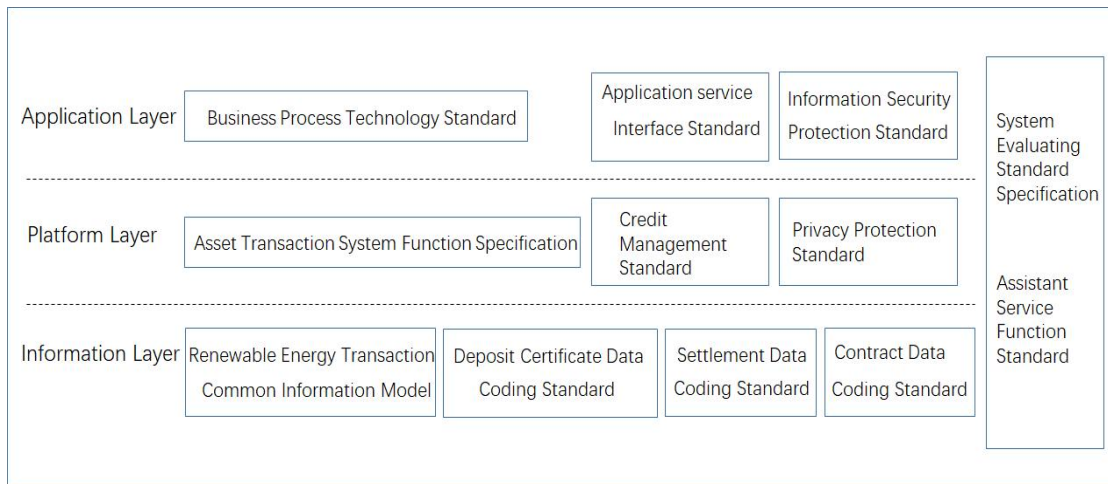 Application Layer
Business Process Technology Standard
Application service
Interface Standard
Information Security
Protection Standard
Platform Layer
Asset Transaction System Function Specification
Credit
Management
Standard
Privacy Protection
Standard
Information Layer
Renewable Energy Transaction
Common Information Model
Deposit Certificate Data
Coding Standard
Settlement Data
Coding Standard
Contract Data
Coding Standard
System
Evaluating
Standard
Specification
Assistant
Service
Function
Standard